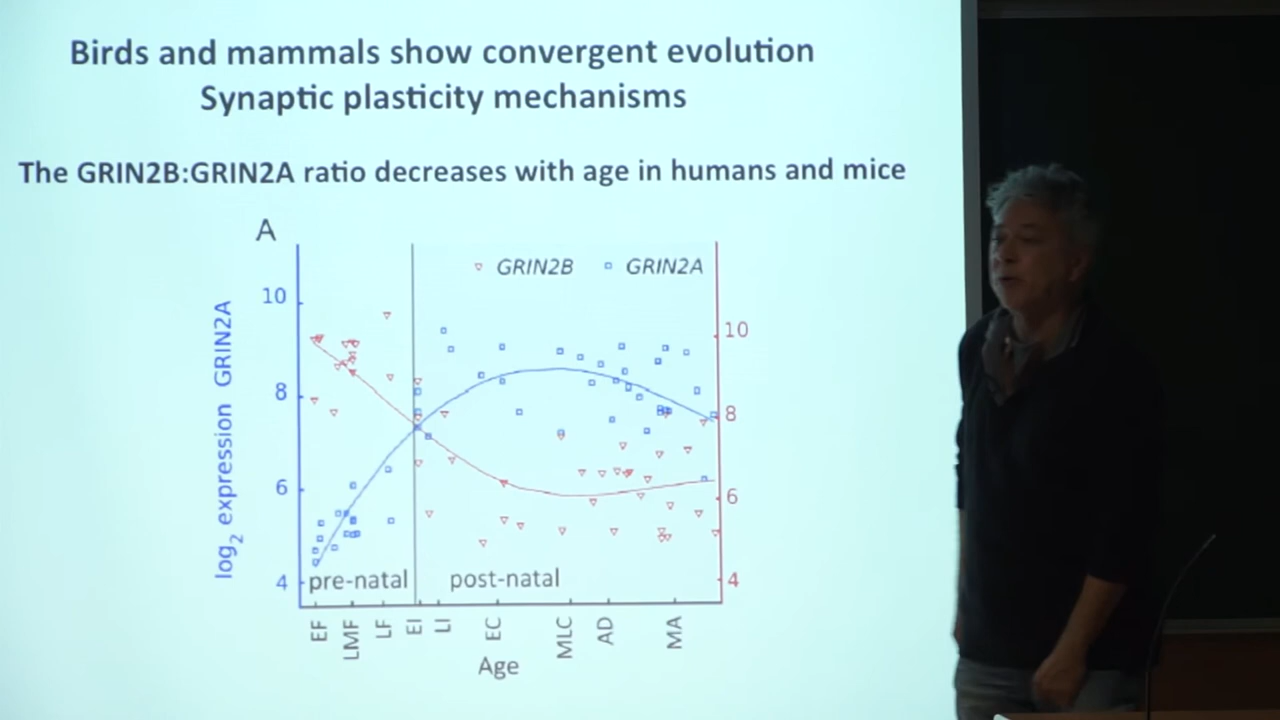 Birds and mammals show convergent evolution
Synaptic plasticity mechanisms
The GRIN2B:GRIN2A ratio decreases with age in humans and mice
A
GRIN2B GRIN2A
log2 expression GRIN2A
10
8
6
4
10
8
6
4
pre-natal post-natal
EF LMF LF EI LI EC MLC AD MA
Age